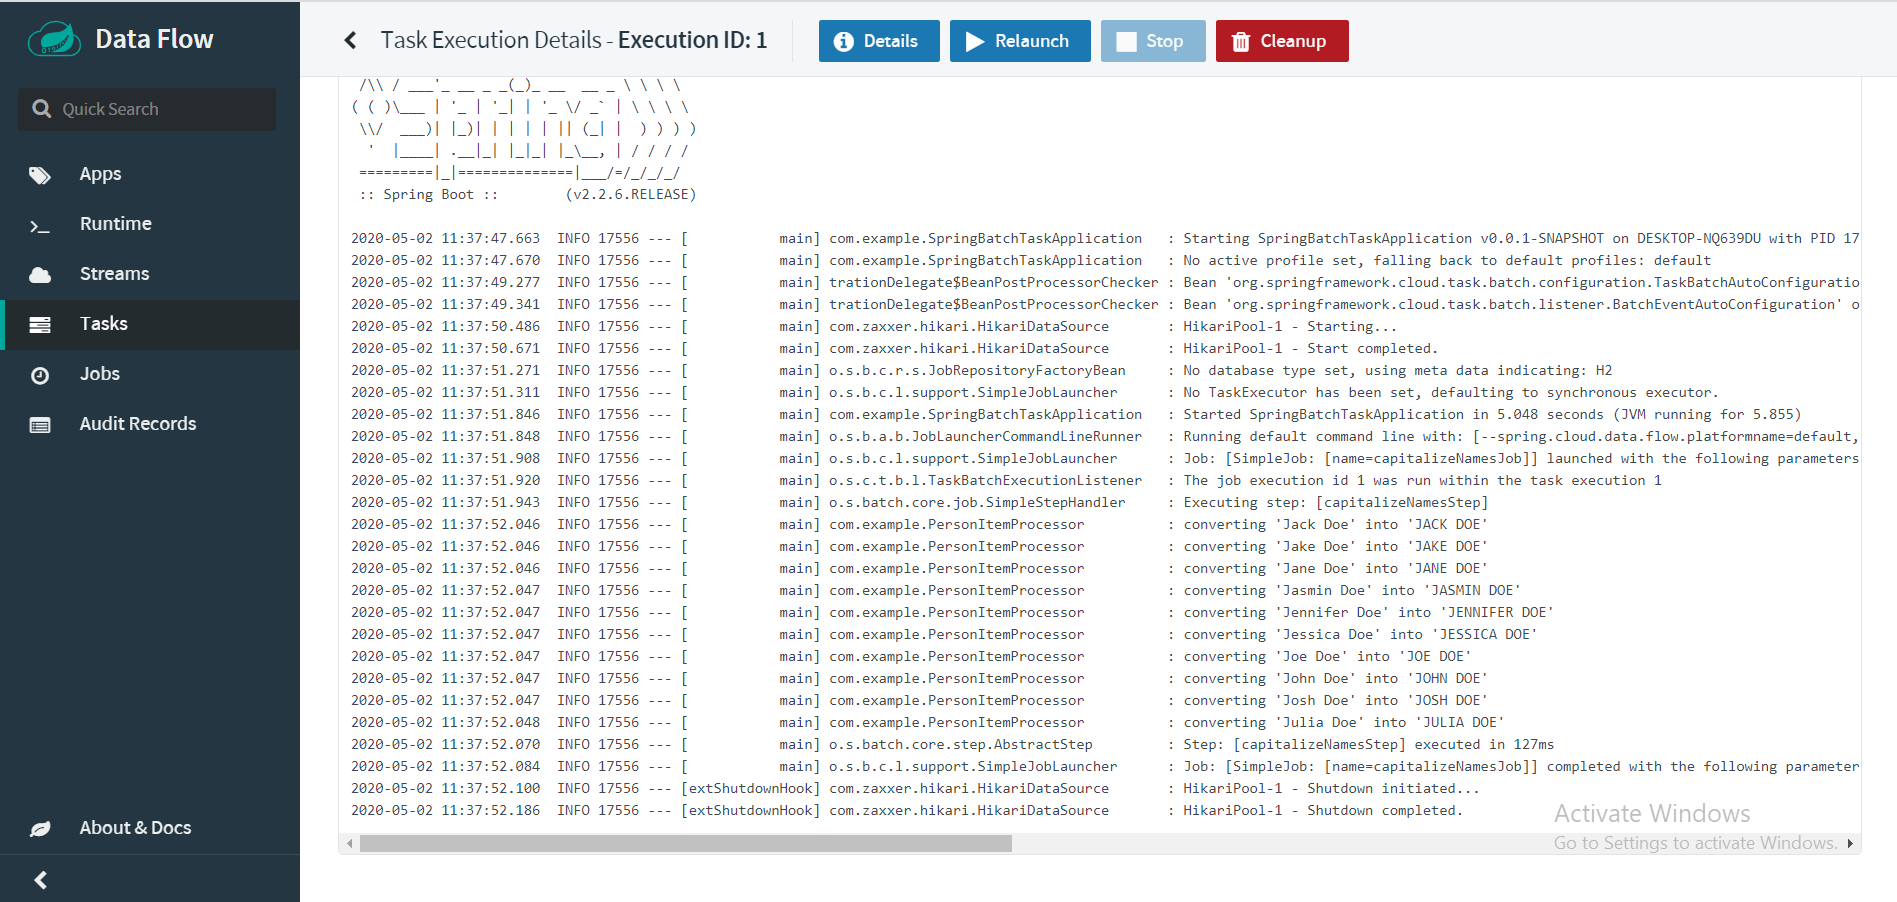 Data Flow
Quick Search
Apps
Runtime
Streams
Tasks
Jobs
Audit Records
About & Docs
Task Execution Details - Execution ID: 1
Details
Relaunch
Stop
Cleanup
 /\\ / ___'_ __ _ _(_)_ __  __ _ \ \ \ \
( ( )\___ | '_ | '_| | '_ \/ _` | \ \ \ \
 \\/  ___)| |_)| | | | | || (_| |  ) ) ) )
  '  |____| .__|_| |_|_| |_\__, | / / / /
 =========|_|==============|___/=/_/_/_/
 :: Spring Boot ::        (v2.2.6.RELEASE)
2020-05-02 11:37:47.663  INFO 17556 --- [           main] com.example.SpringBatchTaskApplication   : Starting SpringBatchTaskApplication v0.0.1-SNAPSHOT on DESKTOP-NQ639DU with PID 17
2020-05-02 11:37:47.670  INFO 17556 --- [           main] com.example.SpringBatchTaskApplication   : No active profile set, falling back to default profiles: default
2020-05-02 11:37:49.277  INFO 17556 --- [           main] trationDelegate$BeanPostProcessorChecker : Bean 'org.springframework.cloud.task.batch.configuration.TaskBatchAutoConfiguratio
2020-05-02 11:37:49.341  INFO 17556 --- [           main] trationDelegate$BeanPostProcessorChecker : Bean 'org.springframework.cloud.task.batch.listener.BatchEventAutoConfiguration' o
2020-05-02 11:37:50.486  INFO 17556 --- [           main] com.zaxxer.hikari.HikariDataSource       : HikariPool-1 - Starting...
2020-05-02 11:37:50.671  INFO 17556 --- [           main] com.zaxxer.hikari.HikariDataSource       : HikariPool-1 - Start completed.
2020-05-02 11:37:51.271  INFO 17556 --- [           main] o.s.b.c.r.s.JobRepositoryFactoryBean     : No database type set, using meta data indicating: H2
2020-05-02 11:37:51.311  INFO 17556 --- [           main] o.s.b.c.l.support.SimpleJobLauncher      : No TaskExecutor has been set, defaulting to synchronous executor.
2020-05-02 11:37:51.846  INFO 17556 --- [           main] com.example.SpringBatchTaskApplication   : Started SpringBatchTaskApplication in 5.048 seconds (JVM running for 5.855)
2020-05-02 11:37:51.848  INFO 17556 --- [           main] o.s.b.a.b.JobLauncherCommandLineRunner   : Running default command line with: [--spring.cloud.data.flow.platformname=default,
2020-05-02 11:37:51.908  INFO 17556 --- [           main] o.s.b.c.l.support.SimpleJobLauncher      : Job: [SimpleJob: [name=capitalizeNamesJob]] launched with the following parameters
2020-05-02 11:37:51.920  INFO 17556 --- [           main] o.s.c.t.b.l.TaskBatchExecutionListener   : The job execution id 1 was run within the task execution 1
2020-05-02 11:37:51.943  INFO 17556 --- [           main] o.s.batch.core.job.SimpleStepHandler     : Executing step: [capitalizeNamesStep]
2020-05-02 11:37:52.046  INFO 17556 --- [           main] com.example.PersonItemProcessor          : converting 'Jack Doe' into 'JACK DOE'
2020-05-02 11:37:52.046  INFO 17556 --- [           main] com.example.PersonItemProcessor          : converting 'Jake Doe' into 'JAKE DOE'
2020-05-02 11:37:52.046  INFO 17556 --- [           main] com.example.PersonItemProcessor          : converting 'Jane Doe' into 'JANE DOE'
2020-05-02 11:37:52.047  INFO 17556 --- [           main] com.example.PersonItemProcessor          : converting 'Jasmin Doe' into 'JASMIN DOE'
2020-05-02 11:37:52.047  INFO 17556 --- [           main] com.example.PersonItemProcessor          : converting 'Jennifer Doe' into 'JENNIFER DOE'
2020-05-02 11:37:52.047  INFO 17556 --- [           main] com.example.PersonItemProcessor          : converting 'Jessica Doe' into 'JESSICA DOE'
2020-05-02 11:37:52.047  INFO 17556 --- [           main] com.example.PersonItemProcessor          : converting 'Joe Doe' into 'JOE DOE'
2020-05-02 11:37:52.047  INFO 17556 --- [           main] com.example.PersonItemProcessor          : converting 'John Doe' into 'JOHN DOE'
2020-05-02 11:37:52.047  INFO 17556 --- [           main] com.example.PersonItemProcessor          : converting 'Josh Doe' into 'JOSH DOE'
2020-05-02 11:37:52.048  INFO 17556 --- [           main] com.example.PersonItemProcessor          : converting 'Julia Doe' into 'JULIA DOE'
2020-05-02 11:37:52.070  INFO 17556 --- [           main] o.s.batch.core.step.AbstractStep         : Step: [capitalizeNamesStep] executed in 127ms
2020-05-02 11:37:52.084  INFO 17556 --- [           main] o.s.b.c.l.support.SimpleJobLauncher      : Job: [SimpleJob: [name=capitalizeNamesJob]] completed with the following parameter
2020-05-02 11:37:52.100  INFO 17556 --- [extShutdownHook] com.zaxxer.hikari.HikariDataSource       : HikariPool-1 - Shutdown initiated...
2020-05-02 11:37:52.186  INFO 17556 --- [extShutdownHook] com.zaxxer.hikari.HikariDataSource       : HikariPool-1 - Shutdown completed.
Activate Windows
Go to Settings to activate Windows.